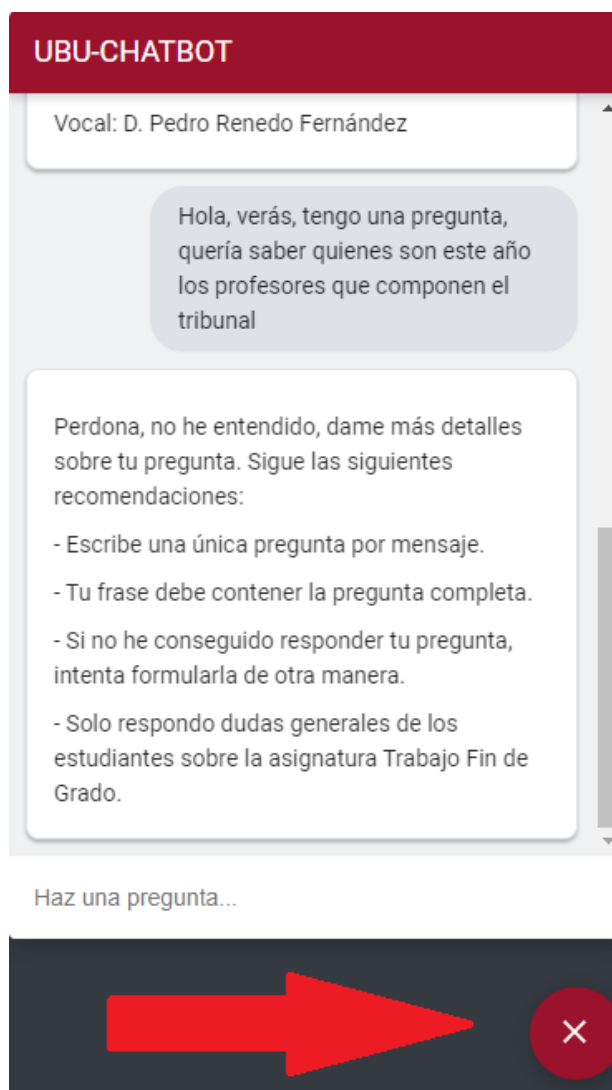 UBU-CHATBOT
Vocal: D. Pedro Renedo Fernández
Hola, verás, tengo una pregunta,
quería saber quienes son este año
los profesores que componen el
tribunal
Perdona, no he entendido, dame más detalles
sobre tu pregunta. Sigue las siguientes
recomendaciones:
- Escribe una única pregunta por mensaje.
- Tu frase debe contener la pregunta completa.
- Si no he conseguido responder tu pregunta,
intenta formularla de otra manera.
- Solo respondo dudas generales de los
estudiantes sobre la asignatura Trabajo Fin de
Grado.
Haz una pregunta...